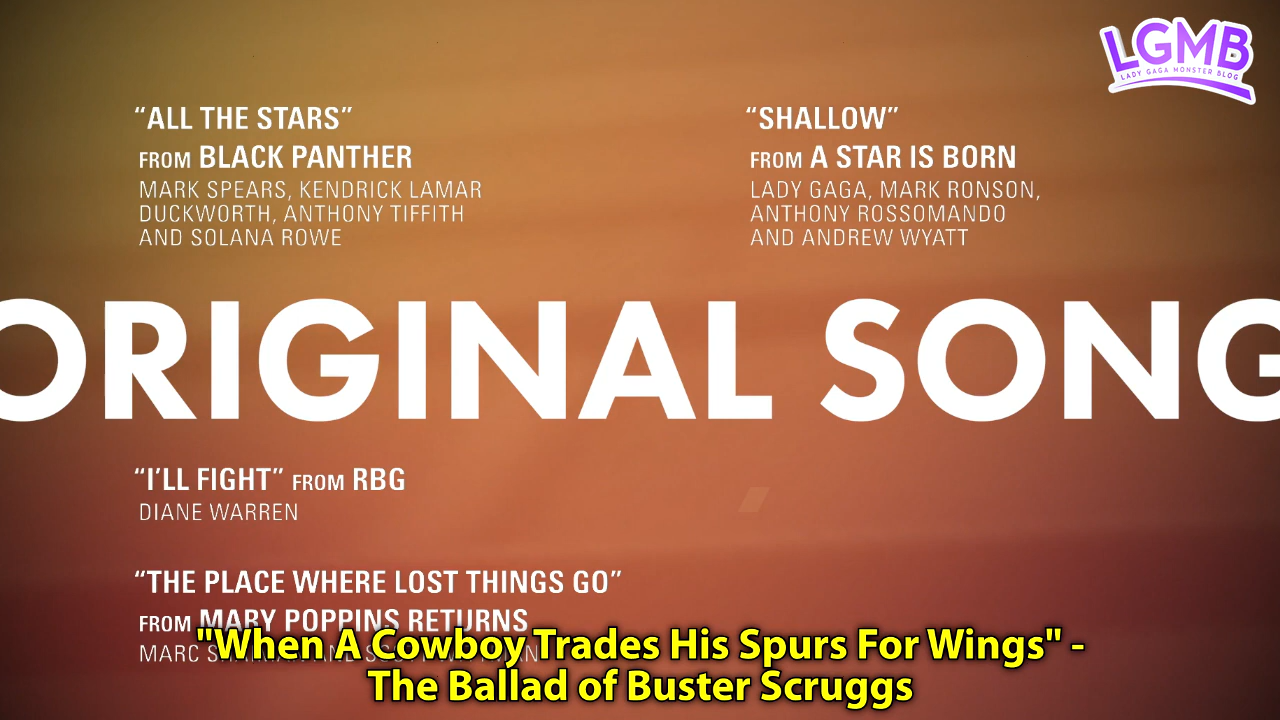 LGMB
LADY GAGA MONSTER BLOG
“ALL THE STARS”
FROM BLACK PANTHER
MARK SPEARS, KENDRICK LAMAR
DUCKWORTH, ANTHONY TIFFITH
AND SOLANA ROWE
“SHALLOW”
FROM A STAR IS BORN
LADY GAGA, MARK RONSON,
ANTHONY ROSSOMANDO
AND ANDREW WYATT
ORIGINAL SONG
“I’LL FIGHT” FROM RBG
DIANE WARREN
“THE PLACE WHERE LOST THINGS GO”
FROM MARY POPPINS RETURNS
MARC
"When A Cowboy Trades His Spurs For Wings" -
The Ballad of Buster Scruggs